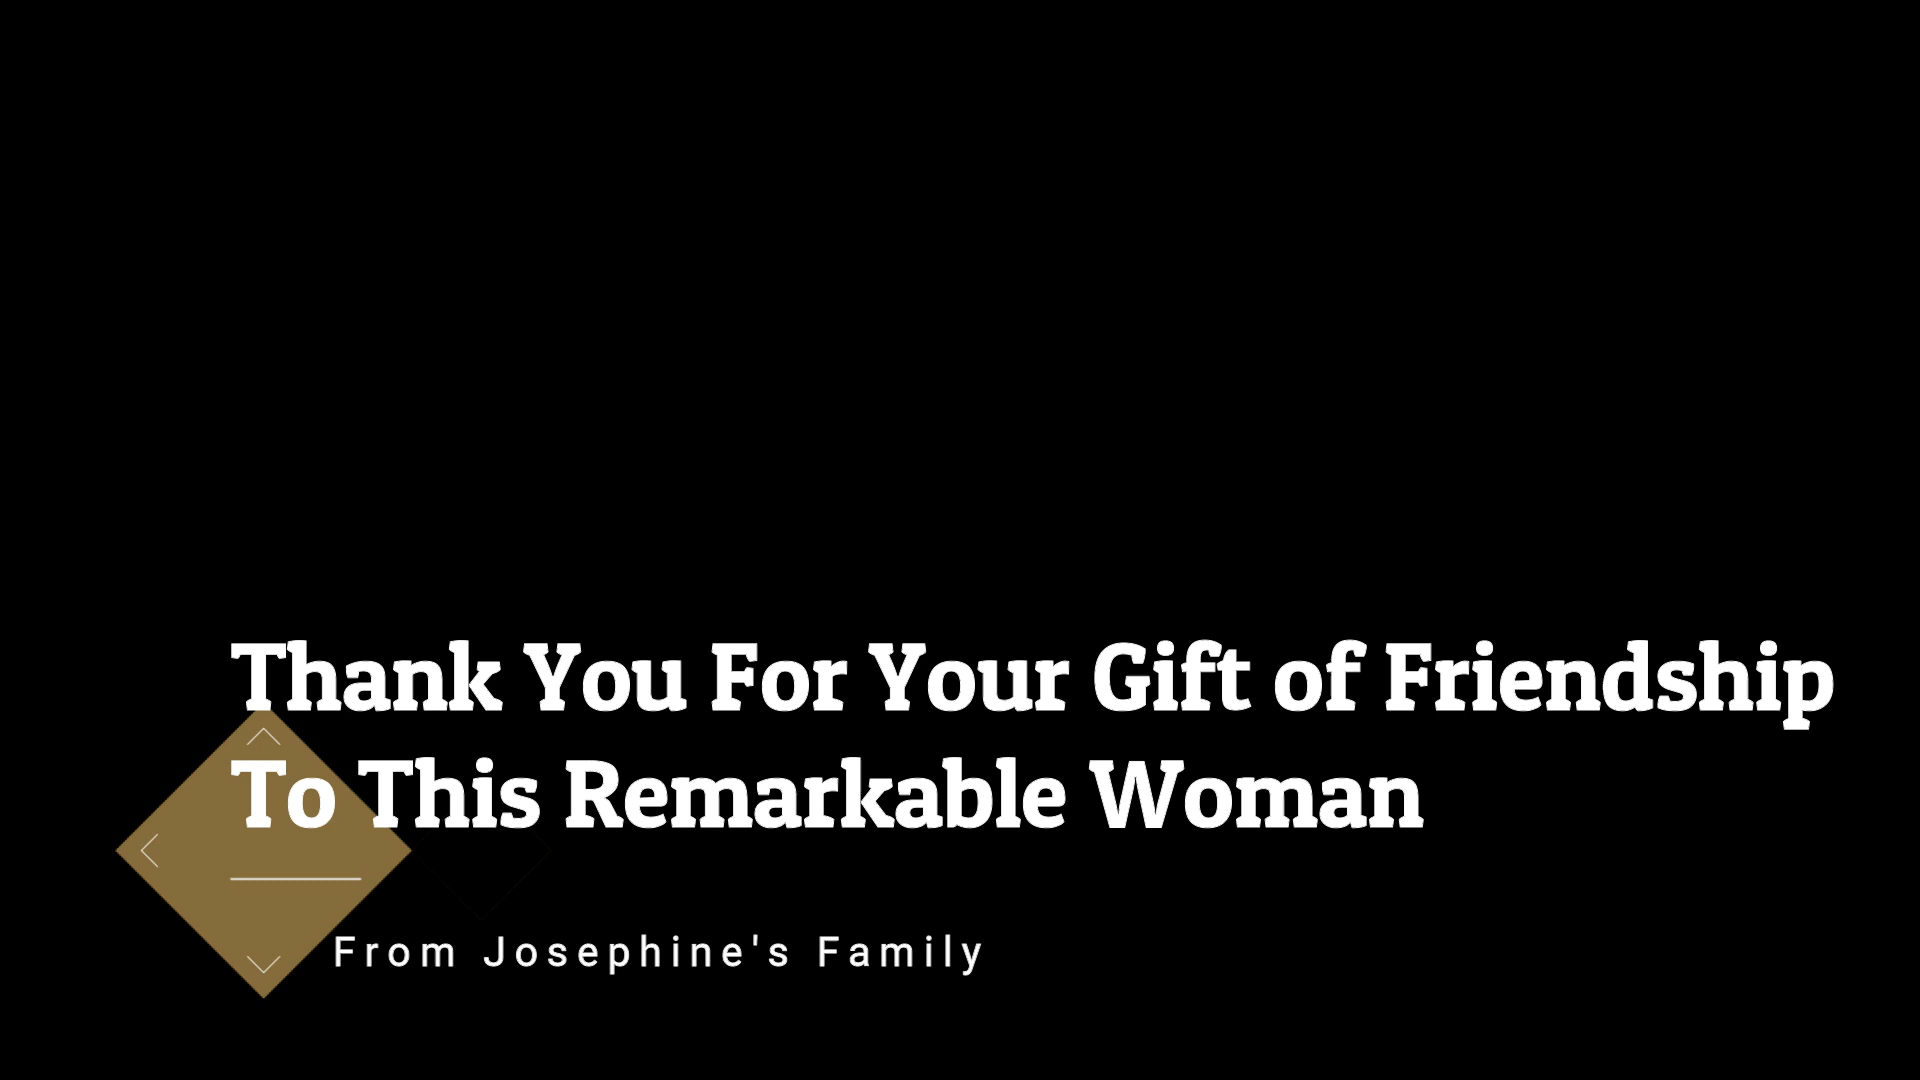 Thank You For Your Gift of Friendship
To This Remarkable Woman
From Josephine's Family